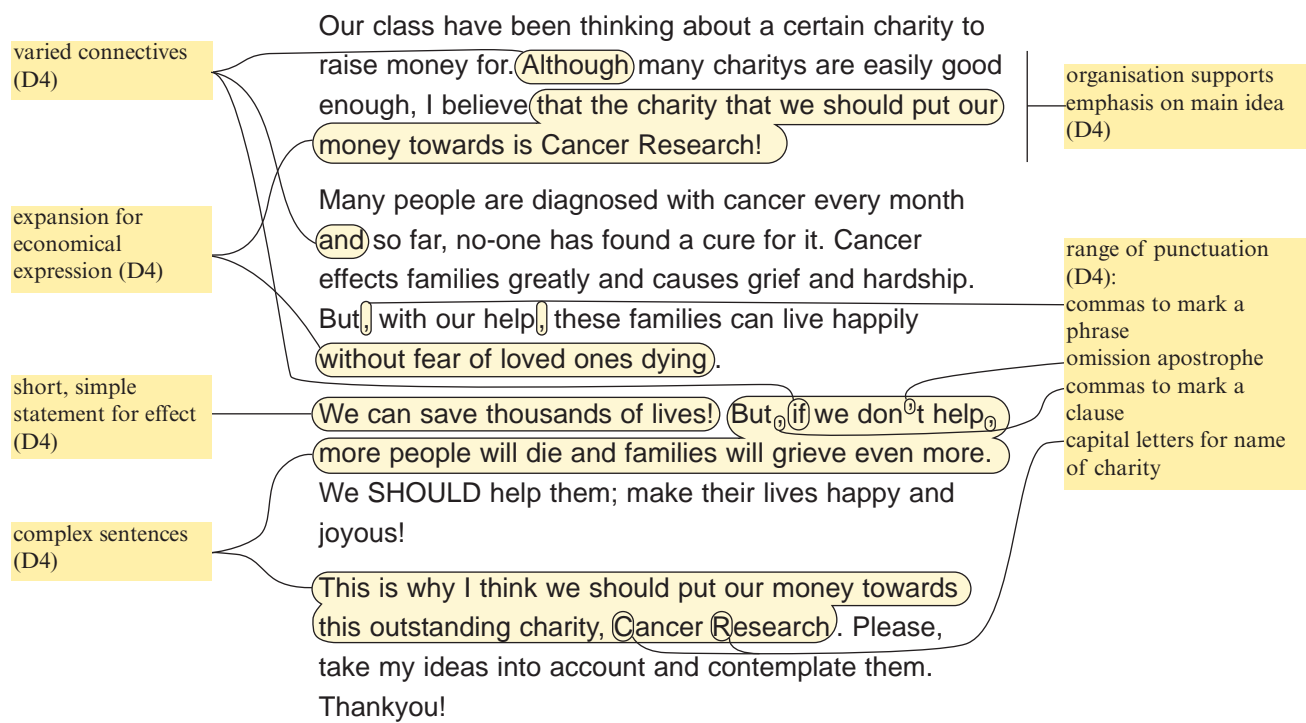 Our class have been thinking about a certain charity to
raise money for. Although many charitys are easily good
enough, I believe that the charity that we should put our
money towards is Cancer Research!
Many people are diagnosed with cancer every month
and so far, no-one has found a cure for it. Cancer
effects families greatly and causes grief and hardship.
But, with our help, these families can live happily
without fear of loved ones dying.
We can save thousands of lives! But, if we don't help,
more people will die and families will grieve even more.
We SHOULD help them; make their lives happy and
joyous!
This is why I think we should put our money towards
this outstanding charity, Cancer Research. Please,
take my ideas into account and contemplate them.
Thankyou!
varied connectives
(D4)
expansion for
economical
expression (D4)
short, simple
statement for effect
(D4)
complex sentences
(D4)
organisation supports
emphasis on main idea
(D4)
range of punctuation
(D4):
commas to mark a
phrase
omission apostrophe
commas to mark a
clause
capital letters for name
of charity